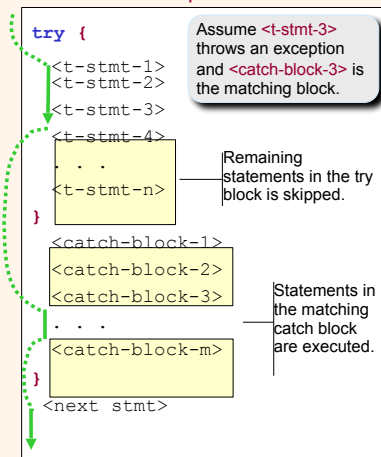 try {
<t-stmt-1>
<t-stmt-2>
<t-stmt-3>
<t-stmt-4>
. . .
<t-stmt-n>
}
<catch-block-1>
<catch-block-2>
<catch-block-3>
. . .
<catch-block-m>
}
<next stmt>
Assume <t-stmt-3>
throws an exception
and <catch-block-3> is
the matching block.
Remaining
statements in the try
block is skipped.
Statements in
the matching
catch block
are executed.